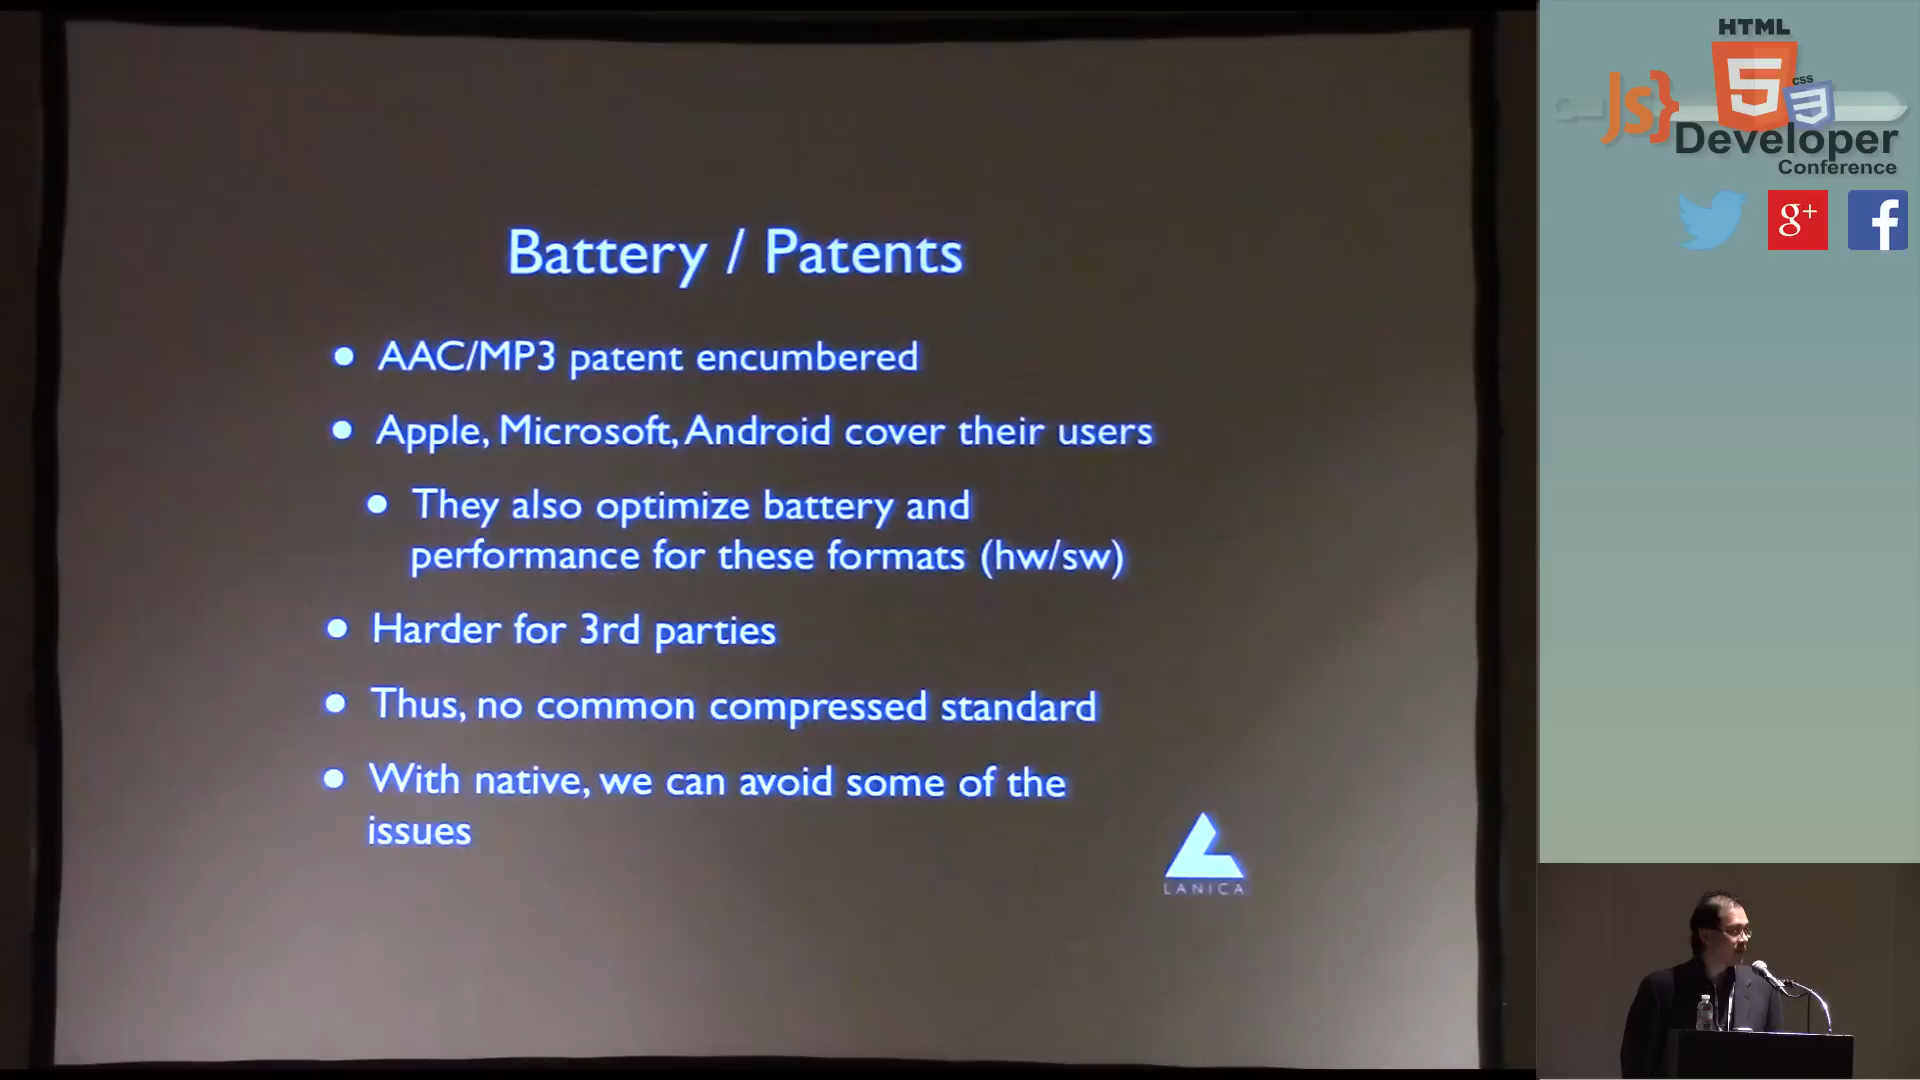 Battery / Patents
AAC/MP3 patent encumbered
Apple, Microsoft, Android cover their users
They also optimize battery and
performance for these formats (hw/sw)
Harder for 3rd parties
Thus, no common compressed standard
With native, we can avoid some of the
issues
LANICA
HTML
5
CSS
3
JS}
Developer
Conference
g+
f